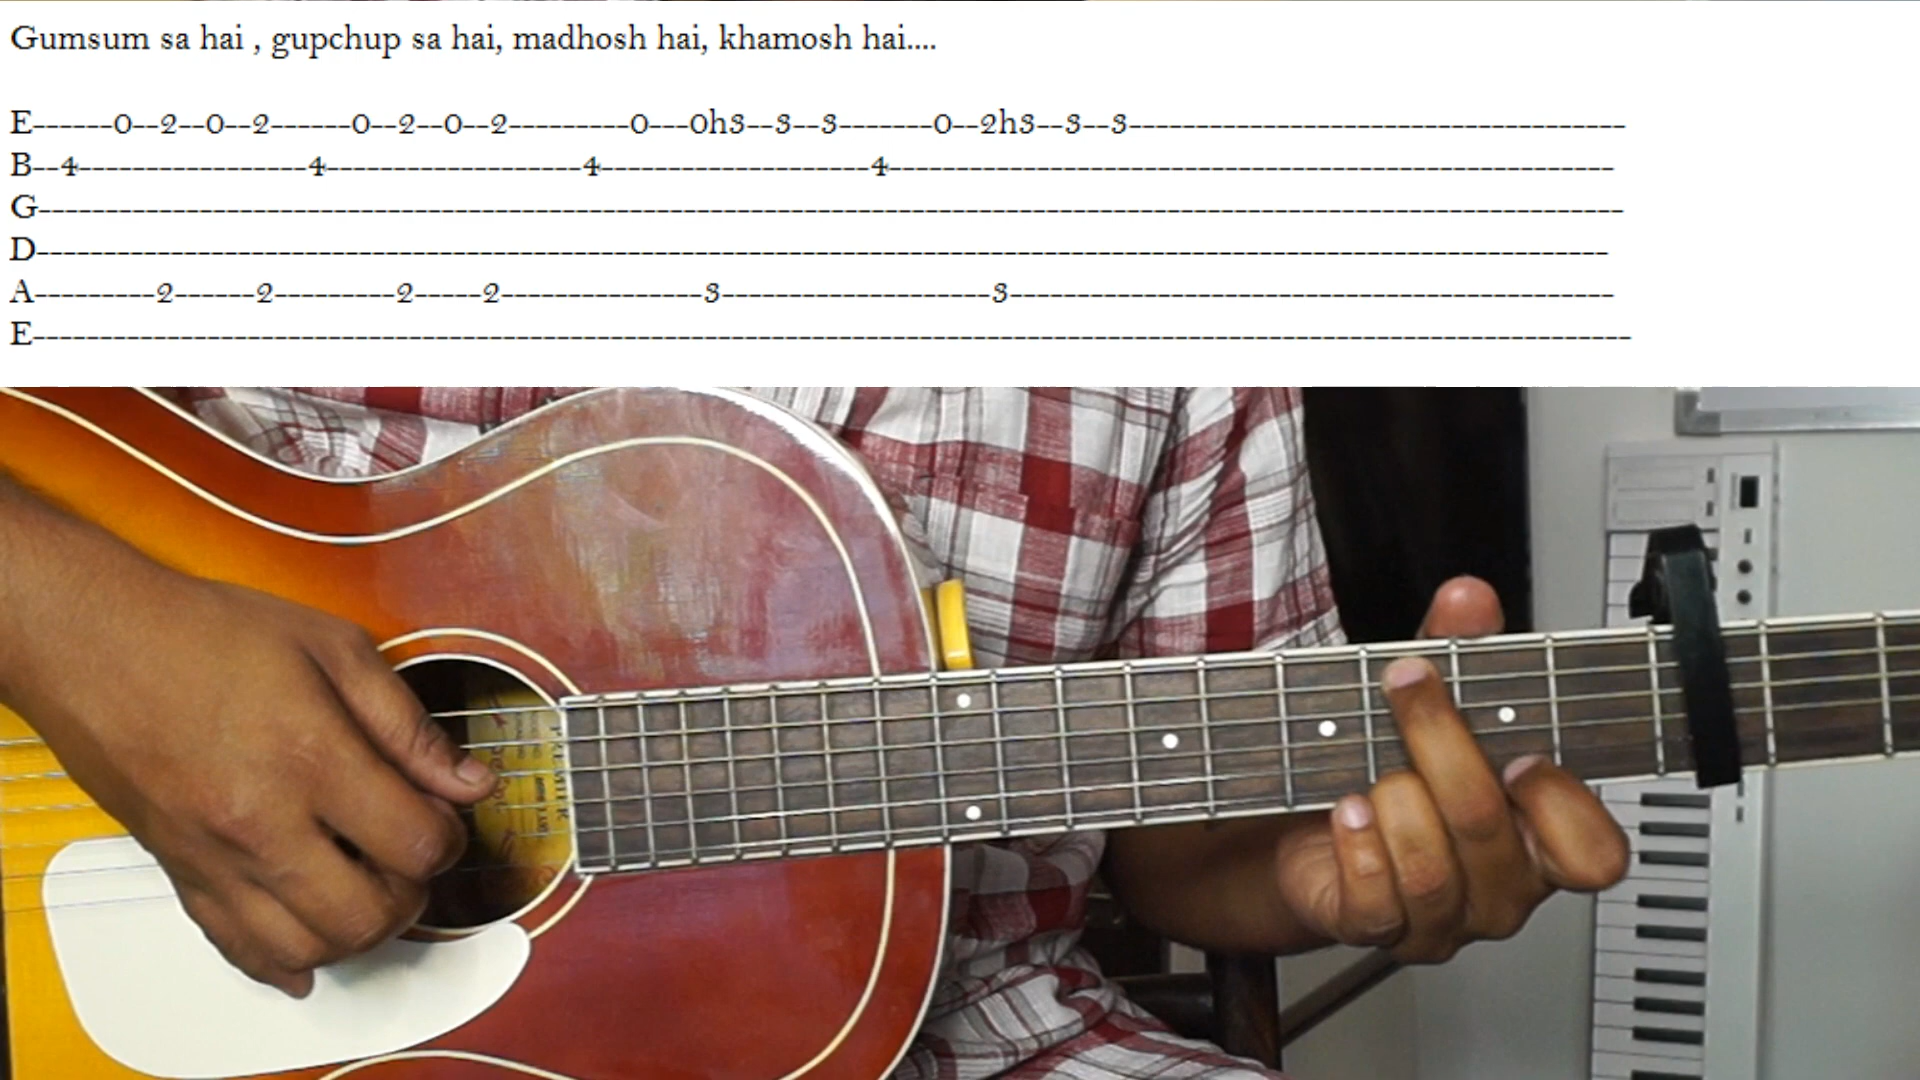 Gumsum sa hai , gupchup sa hai, madhosh hai, khamosh hai....
E------0--2--0--2------0--2--0--2---------0---0h3--3--3-------0--2h3--3--3-------------------------------------
B--4-----------------4-------------------4--------------------4------------------------------------------------------
G----------------------------------------------------------------------------------------------------------------------
D---------------------------------------------------------------------------------------------------------------------
A---------2------2---------2-----2---------------3--------------------3---------------------------------------------
E-----------------------------------------------------------------------------------------------------------------------
PREMIER